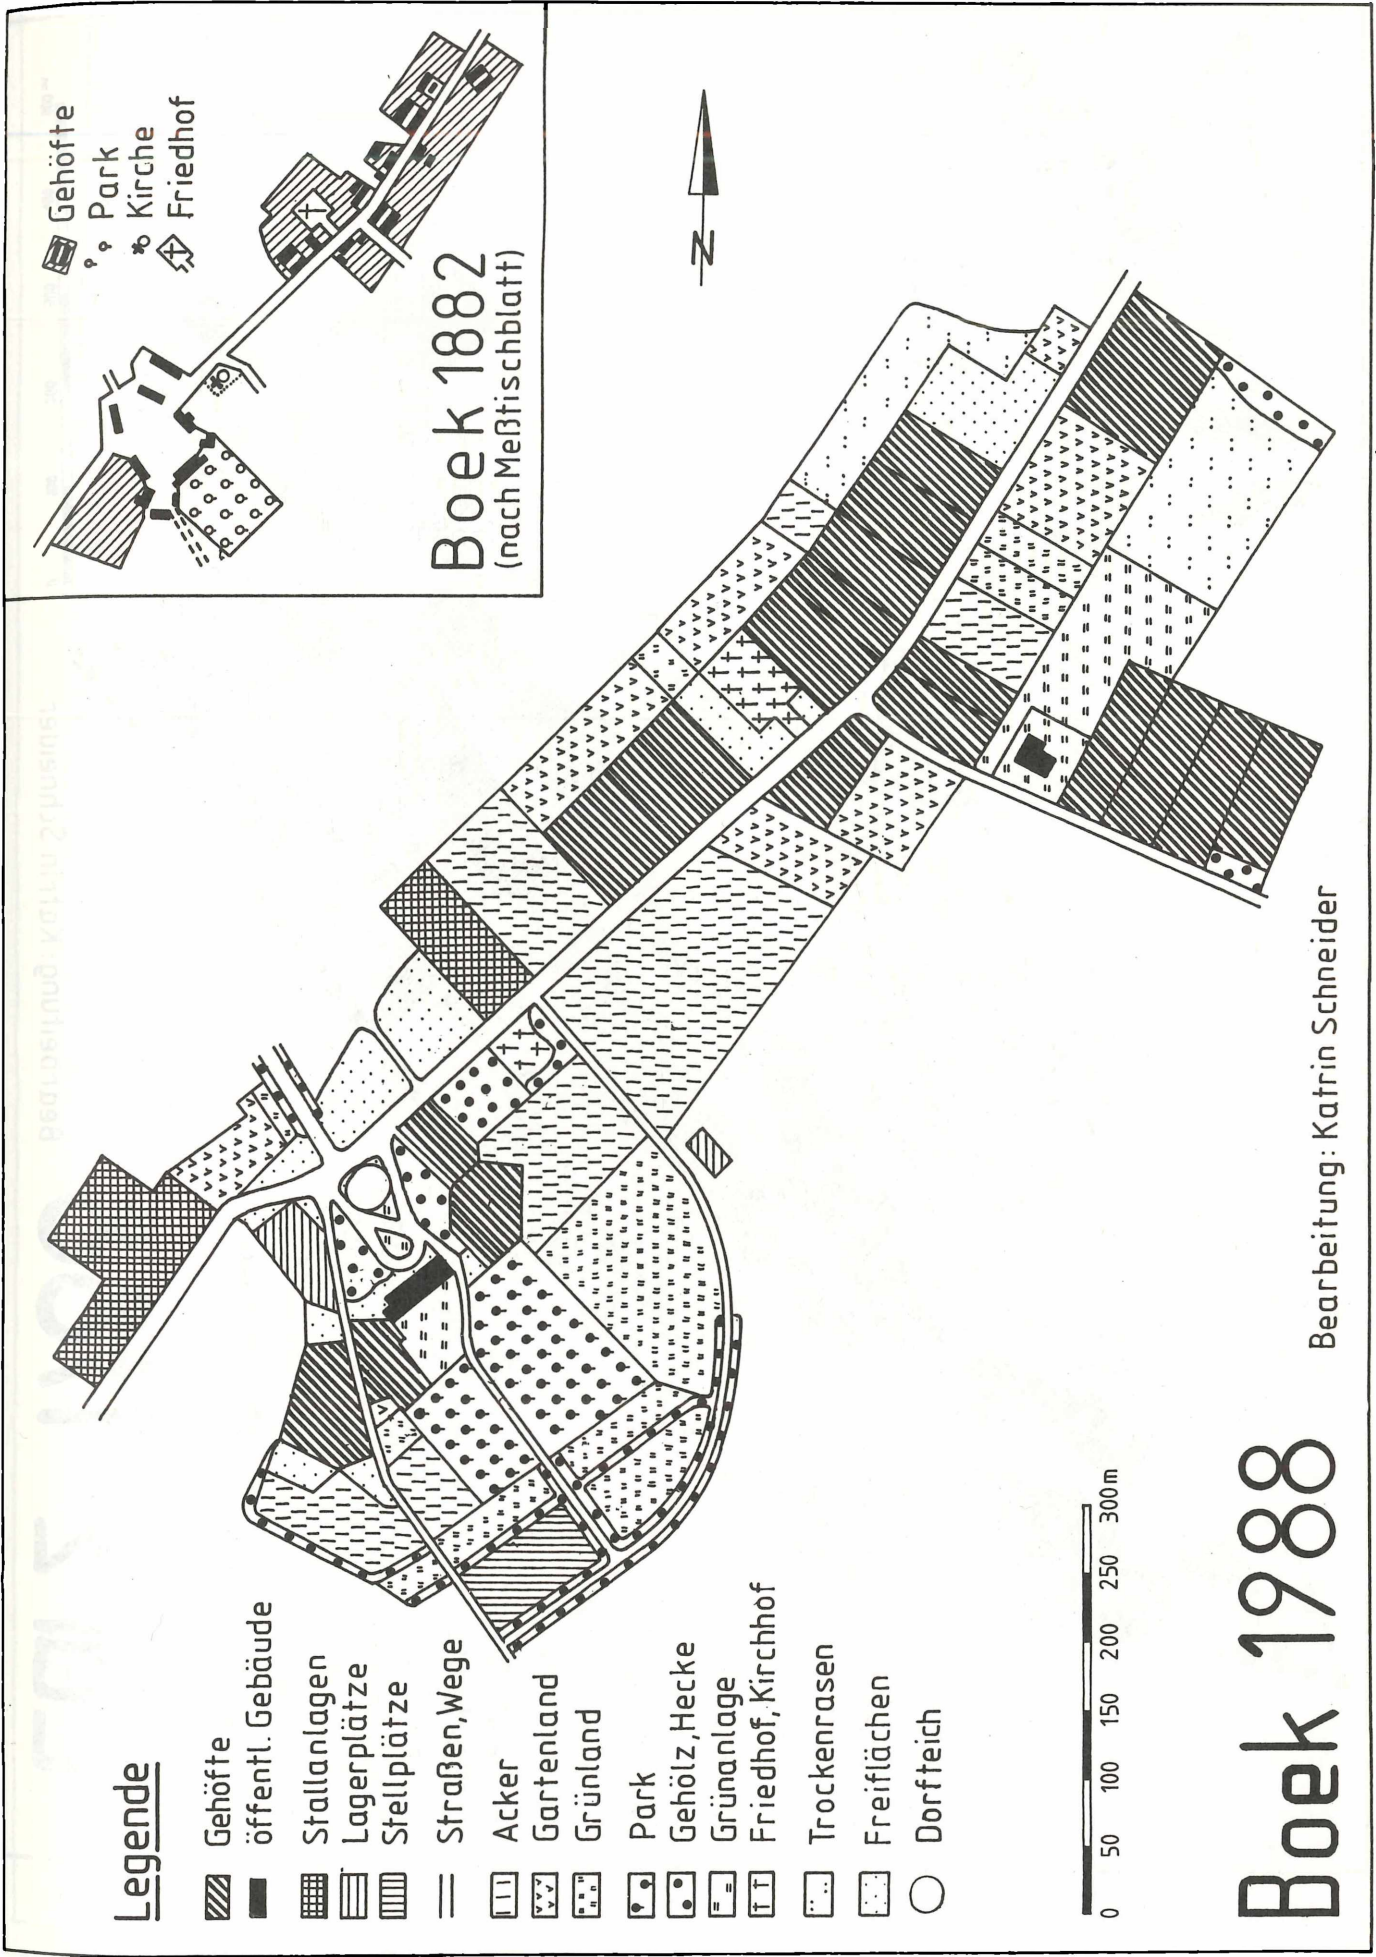 Gehöfte
Park
Kirche
Friedhof
Boek 1882
(nach Meßtischblatt)
N
Legende
Gehöfte
öffentl. Gebäude
Stallanlagen
Lagerplätze
Stellplätze
Straßen, Wege
Acker
Gartenland
Grünland
Park
Gehölz, Hecke
Grünanlage
Friedhof, Kirchhof
Trockenrasen
Freiflächen
Dorfteich
0 50 100 150 200 250 300m
Boek 1988
Bearbeitung: Katrin Schneider